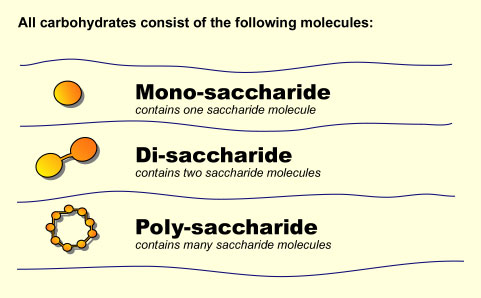 All carbohydrates consist of the following molecules:
Mono-saccharide
contains one saccharide molecule
Di-saccharide
contains two saccharide molecules
Poly-saccharide
contains many saccharide molecules